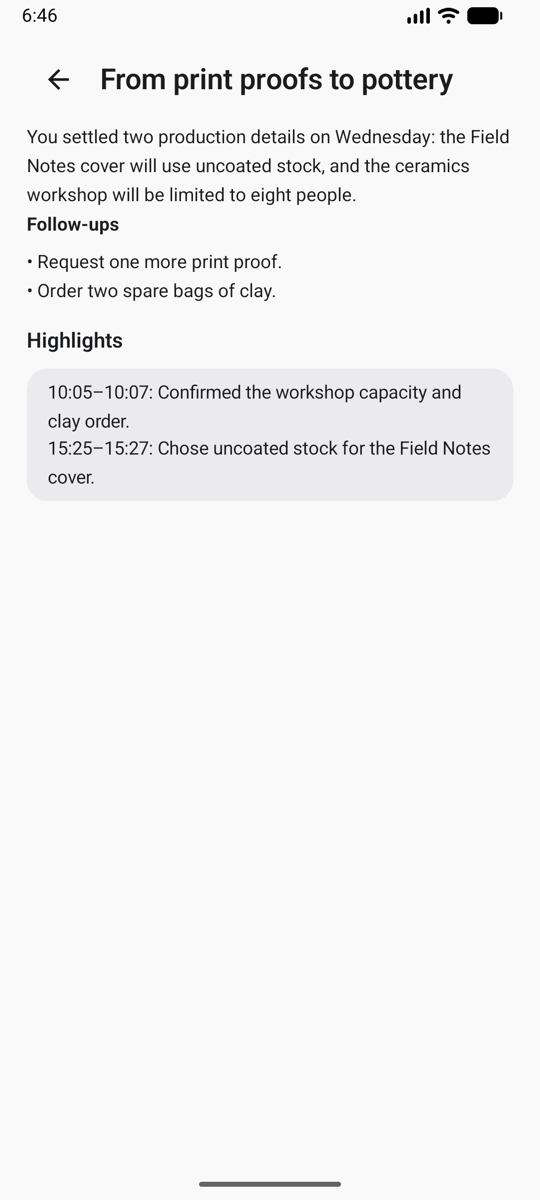 6:46
From print proofs to pottery
You settled two production details on Wednesday: the Field
Notes cover will use uncoated stock, and the ceramics
workshop will be limited to eight people.
Follow-ups
• Request one more print proof.
• Order two spare bags of clay.
Highlights
10:05–10:07: Confirmed the workshop capacity and
clay order.
15:25–15:27: Chose uncoated stock for the Field Notes
cover.